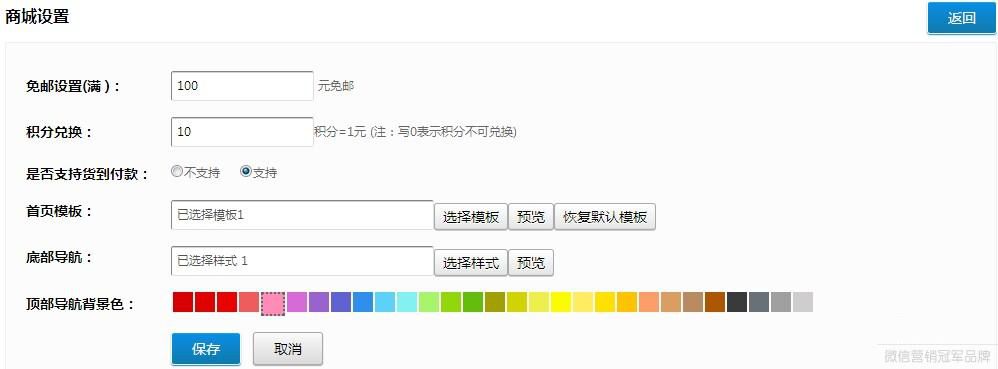 商城设置
返回
免邮设置(满)：
100
元免邮
积分兑换：
10
积分=1元 (注：写0表示积分不可兑换)
是否支持货到付款：
不支持
支持
首页模板：
已选择模板1
选择模板
预览
恢复默认模板
底部导航：
已选择样式 1
选择样式
预览
顶部导航背景色：
保存
取消
微信营销冠军品牌